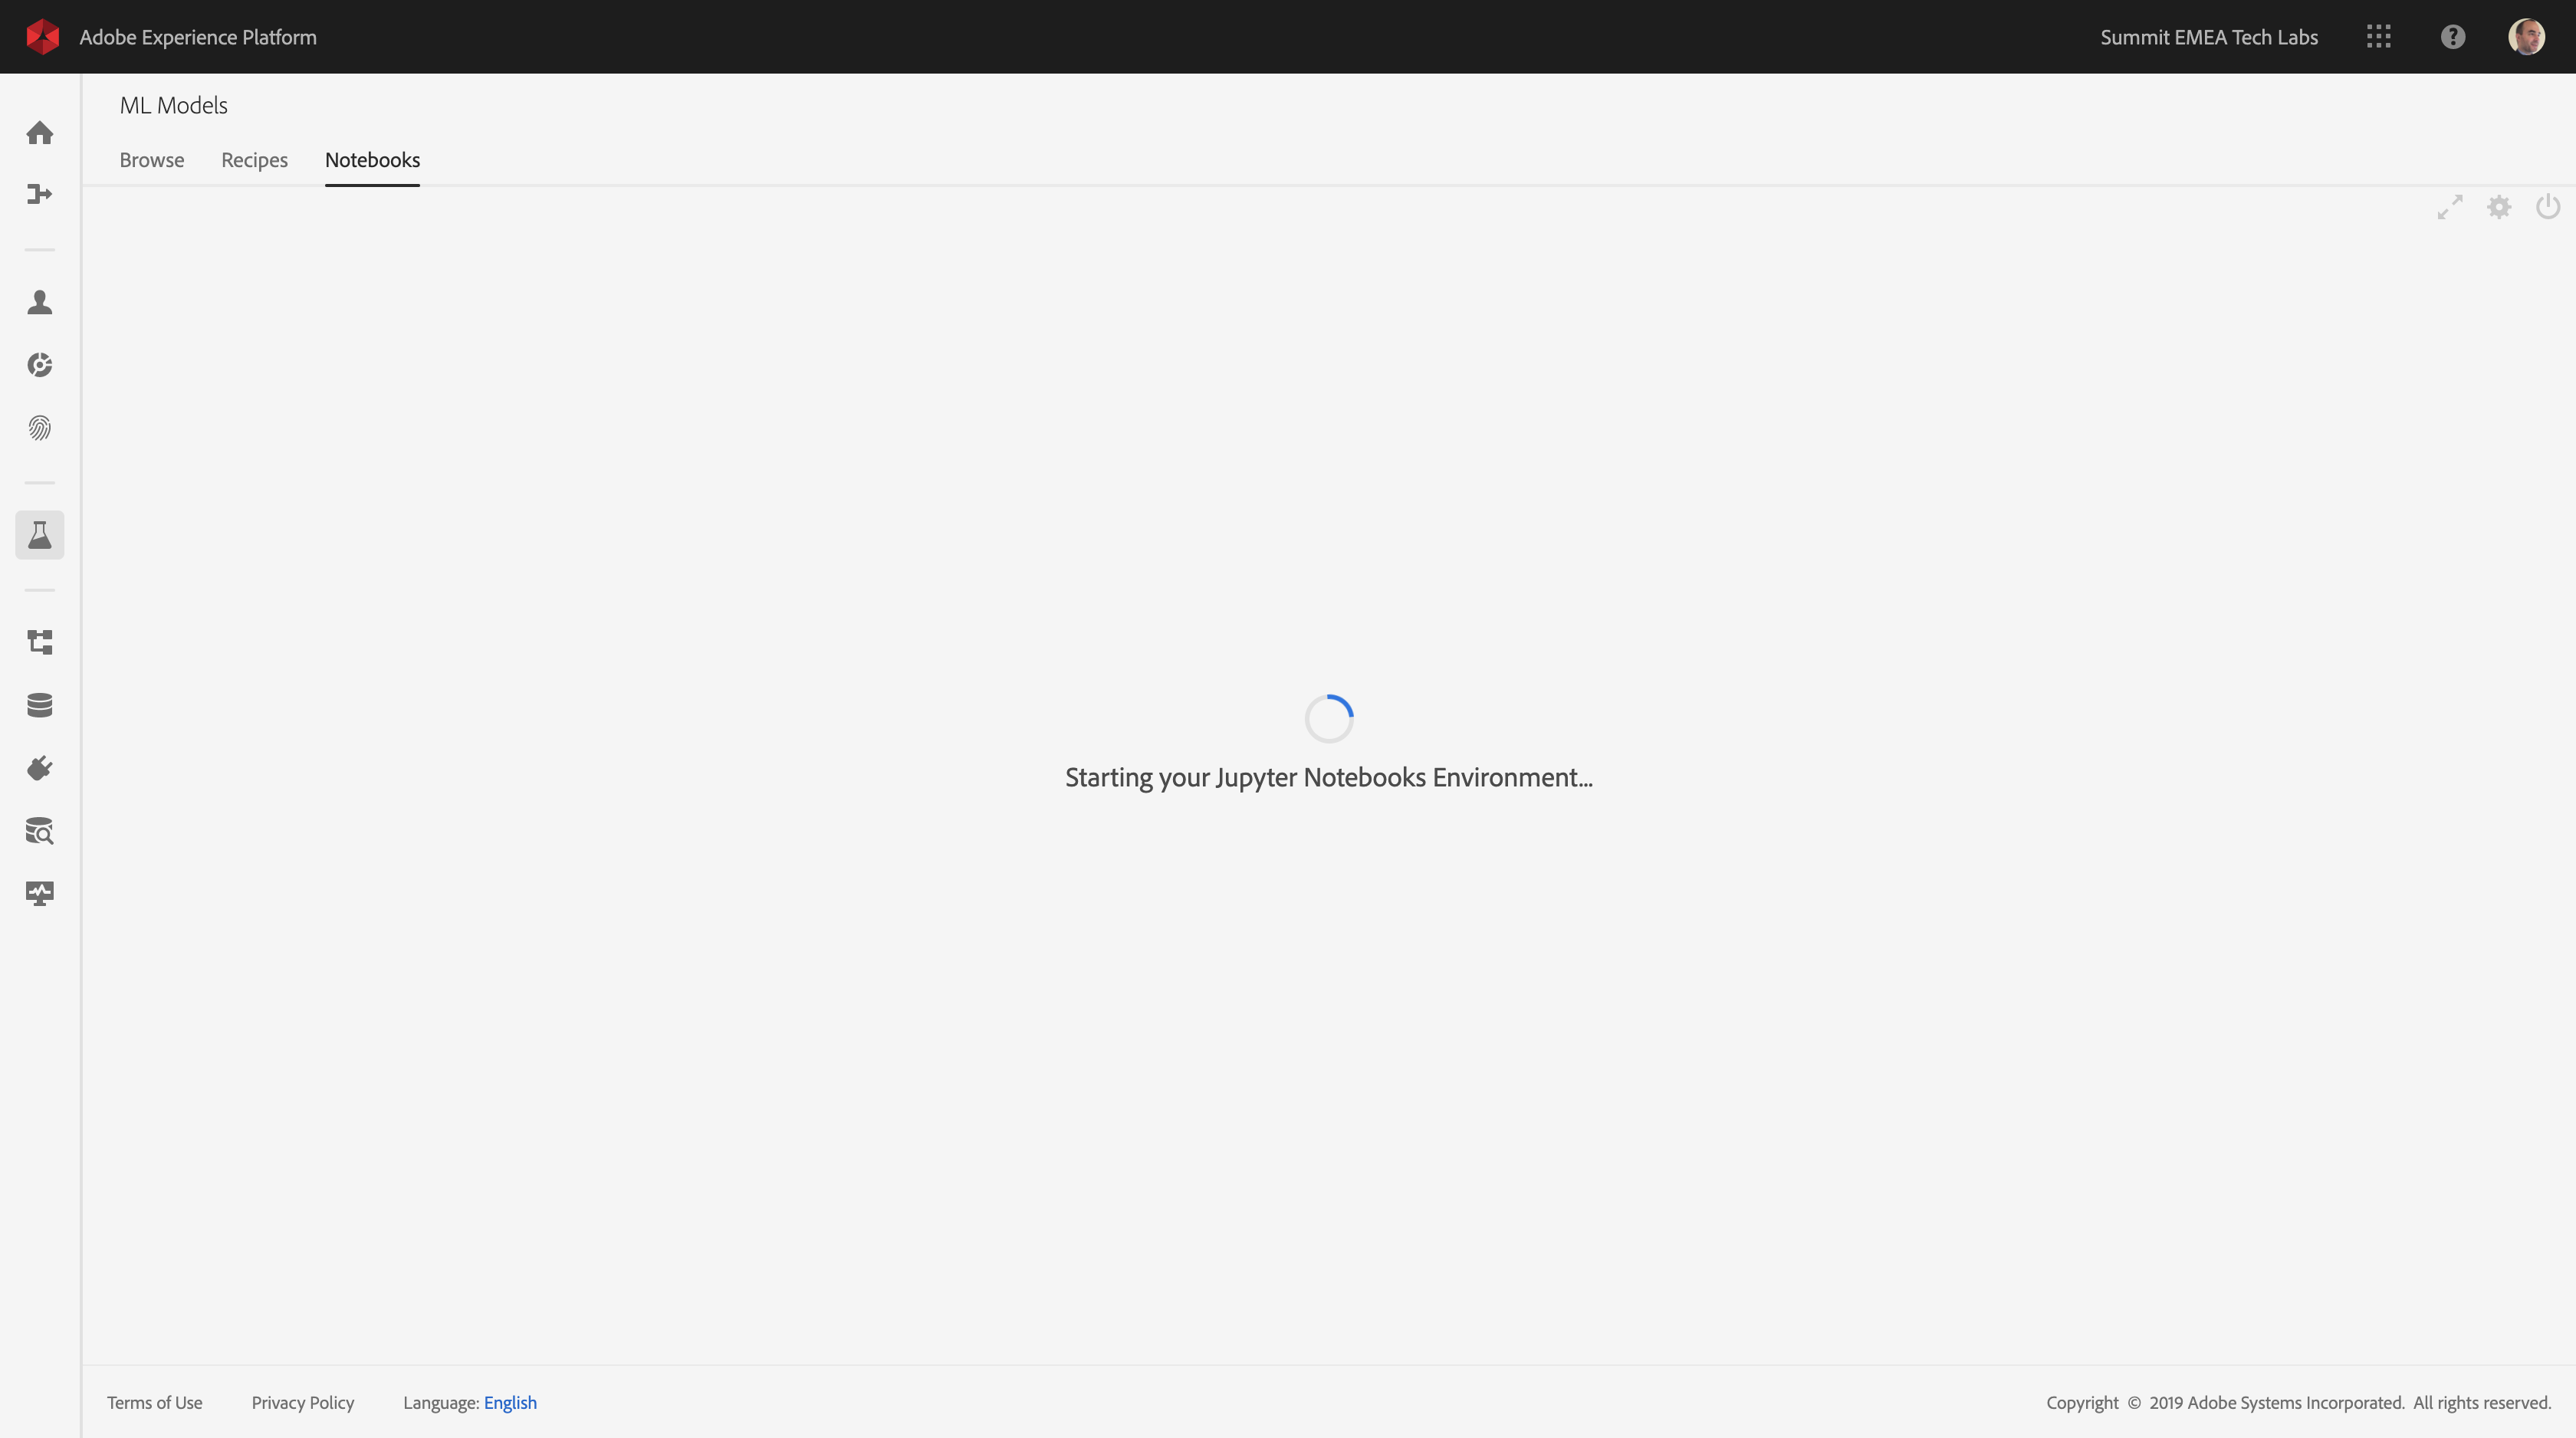 Adobe Experience Platform
Summit EMEA Tech Labs
ML Models
Browse
Recipes
Notebooks
Starting your Jupyter Notebooks Environment...
Terms of Use
Privacy Policy
Language: English
Copyright © 2019 Adobe Systems Incorporated. All rights reserved.